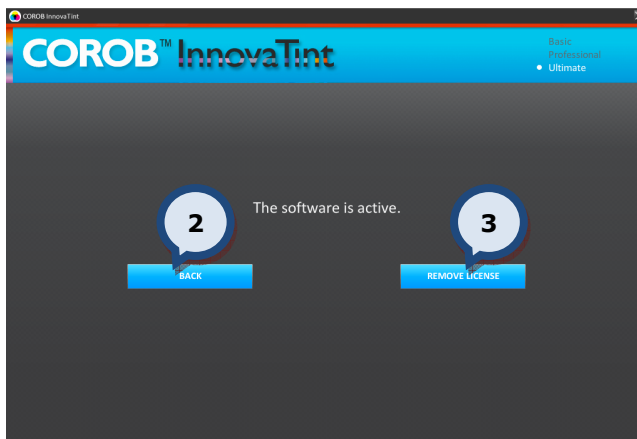 COROB InnovaTint
COROB™ InnovaTint
Basic
Professional
Ultimate
The software is active.
2
3
BACK
REMOVE LICENSE